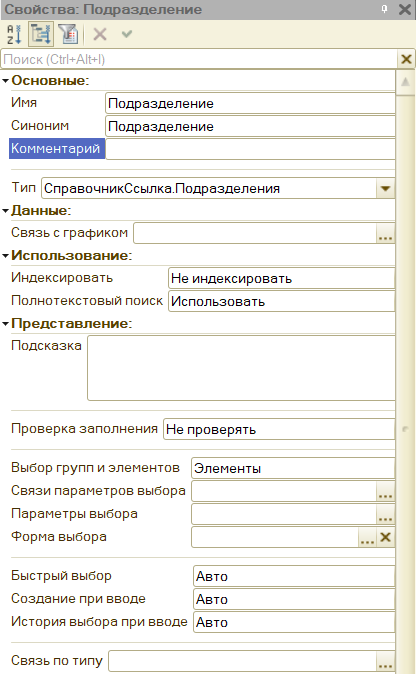 Свойства: Подразделение
Поиск (Ctrl+Alt+I)
Основные:
Имя Подразделение
Синоним Подразделение
Комментарий
Тип СправочникСсылка.Подразделения
Данные:
Связь с графиком ...
Использование:
Индексировать Не индексировать
Полнотекстовый поиск Использовать
Представление:
Подсказка
Проверка заполнения Не проверять
Выбор групп и элементов Элементы
Связи параметров выбора ...
Параметры выбора ...
Форма выбора ...
Быстрый выбор Авто
Создание при вводе Авто
История выбора при вводе Авто
Связь по типу ...